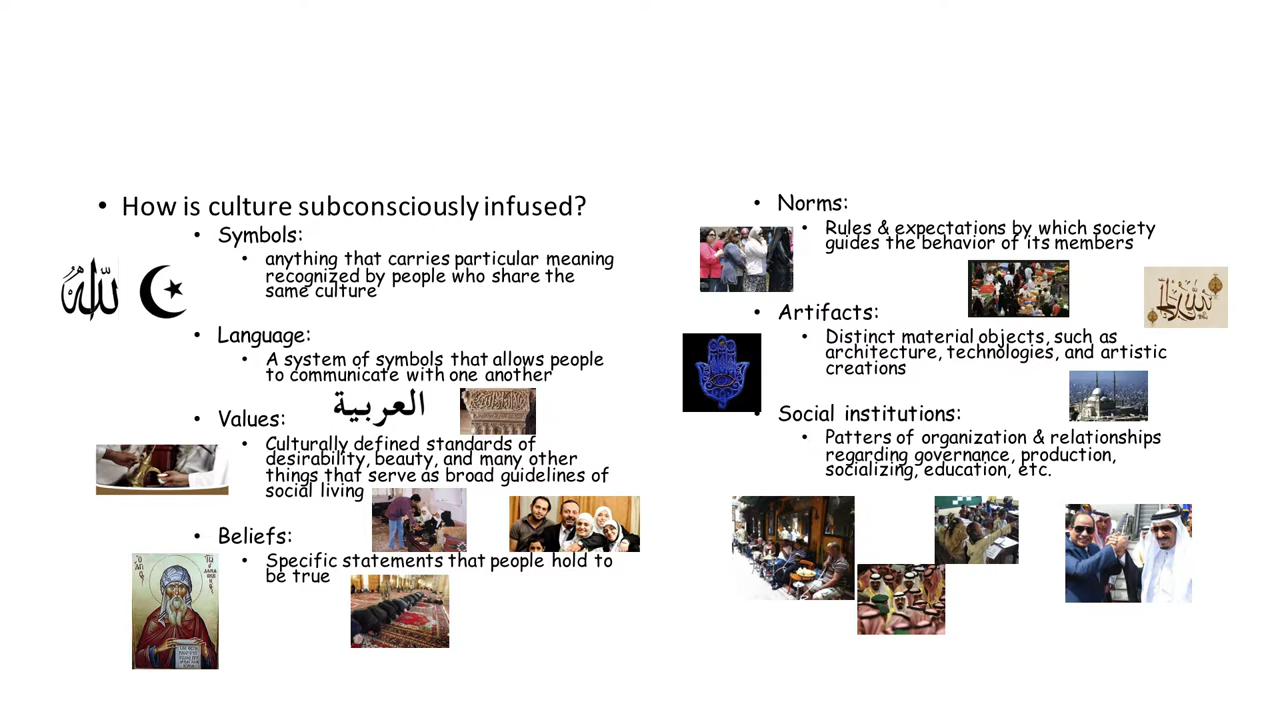 • How is culture subconsciously infused?
• Symbols:
• anything that carries particular meaning
recognized by people who share the
same culture
الله
• Language:
• A system of symbols that allows people
to communicate with one another
العربية
• Values:
• Culturally defined standards of
desirability, beauty, and many other
things that serve as broad guidelines of
social living
• Beliefs:
• Specific statements that people hold to
be true
• Norms:
• Rules & expectations by which society
guides the behavior of its members
• Artifacts:
• Distinct material objects, such as
architecture, technologies, and artistic
creations
• Social institutions:
• Patters of organization & relationships
regarding governance, production,
socializing, education, etc.